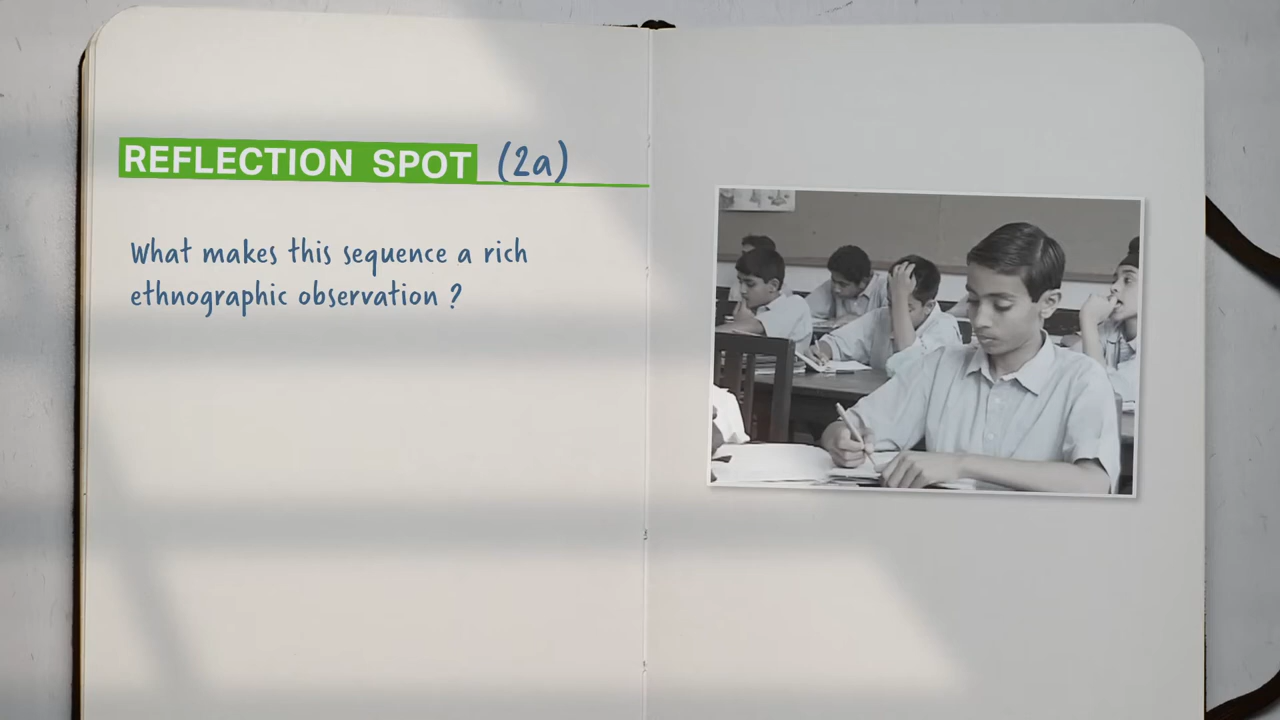 REFLECTION SPOT (2a)
What makes this sequence a rich
ethnographic observation ?